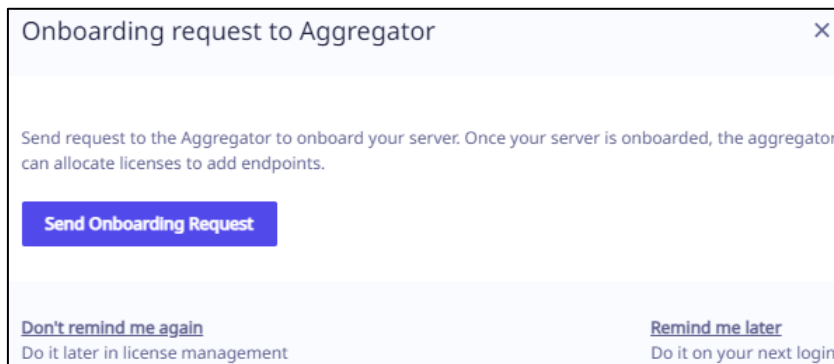 Onboarding request to Aggregator
Send request to the Aggregator to onboard your server. Once your server is onboarded, the aggregator
can allocate licenses to add endpoints.
Send Onboarding Request
Don't remind me again
Remind me later
Do it later in license management
Do it on your next login